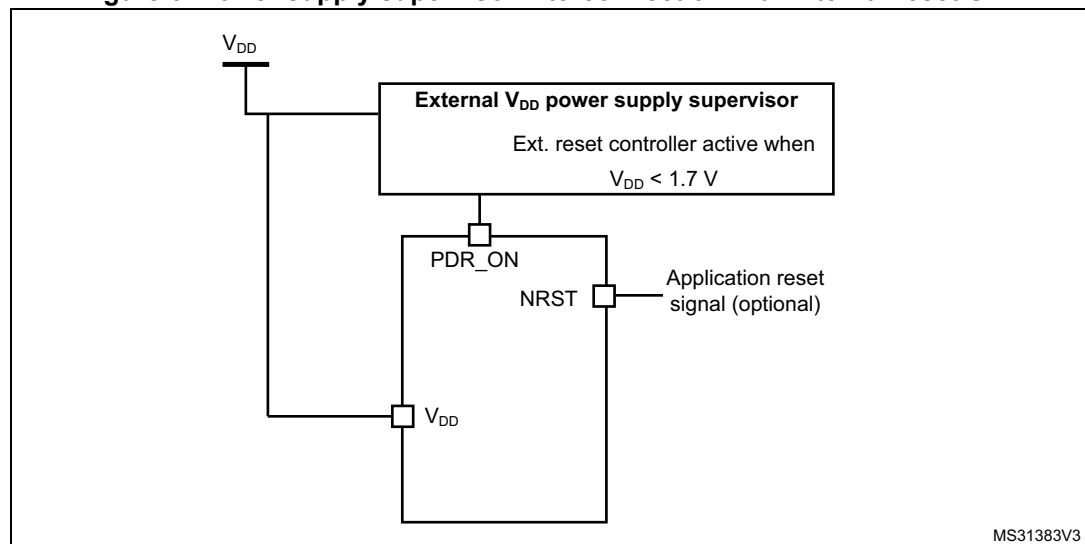 V_DD
External V_DD power supply supervisor
Ext. reset controller active when
V_DD < 1.7 V
PDR_ON
NRST
Application reset
signal (optional)
V_DD
MS31383V3